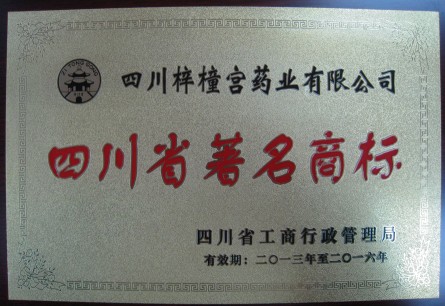 四川梓橦宫药业有限公司
四川省著名商标
四川省工商行政管理局
有效期：二〇一三年至二〇一六年